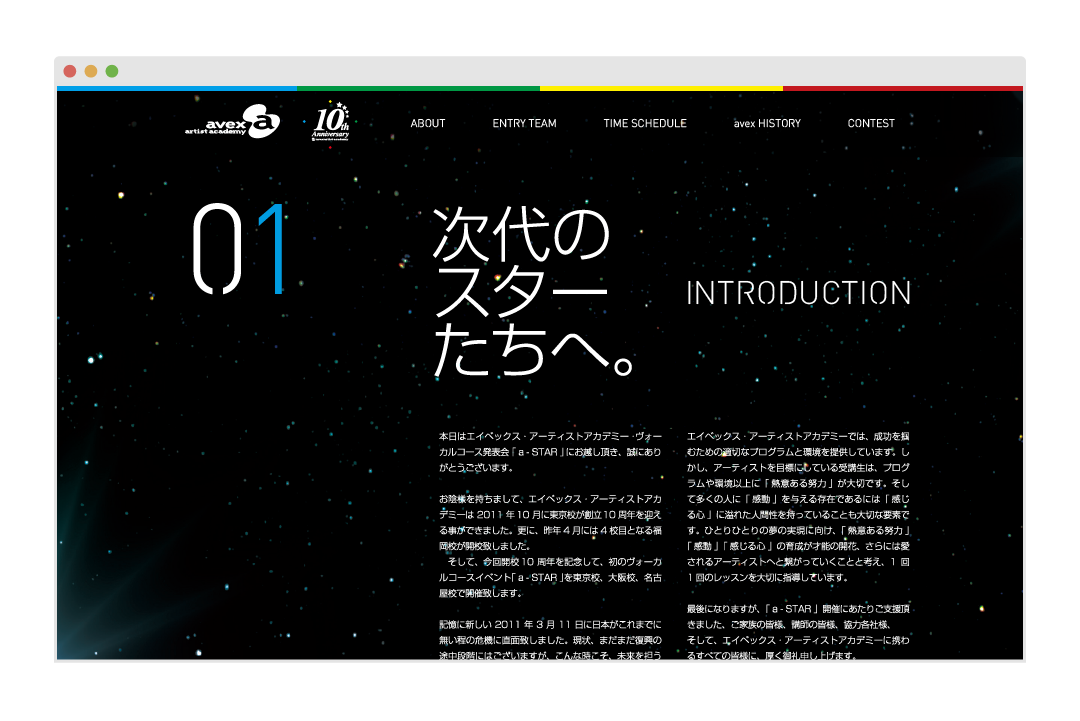 avex
artist academy
a
10th
Anniversary
ABOUT
ENTRY TEAM
TIME SCHEDULE
avex HISTORY
CONTEST
01
次代の
スター
たちへ。
INTRODUCTION
本日はエイベックス・アーティストアカデミー・ヴォー
カルコース発表会「a-STAR」にお越し頂き、誠にあり
がとうございます。
お陰様を持ちまして、エイベックス・アーティストアカ
デミーは 2011 年 10 月に東京校が創立 10 周年を迎え
る事ができました。更に、昨年 4 月には 4 校目となる福
岡校が開校致しました。
そして、今回開校 10 周年を記念して、初のヴォーカ
ルコースイベント「a-STAR」を東京校、大阪校、名古
屋校で開催致します。
記憶に新しい 2011 年 3 月 11 日に日本がこれまでに
無い程の危機に直面致しました。現状、まだまだ復興の
途中段階にはございますが、こんな時こそ、未来を担う
エイベックス・アーティストアカデミーでは、成功を掴
むための適切なプログラムと環境を提供しています。し
かし、アーティストを目標にしている受講生は、プログ
ラムや環境以上に「熱意ある努力」が大切です。そし
て多くの人に「感動」を与える存在であるには「感じ
る心」に溢れた人間性を持っていることも大切な要素で
す。ひとりひとりの夢の実現に向け、「熱意ある努力」
「感動」「感じる心」の育成が才能の開花、さらには愛
されるアーティストへと繋がっていくことと考え、1 回
1 回のレッスンを大切に指導しています。
最後になりますが、「a-STAR」開催にあたりご支援頂
きました、ご家族の皆様、講師の皆様、協力各社様、
そして、エイベックス・アーティストアカデミーに携わ
るすべての皆様に、厚く御礼申し上げます。